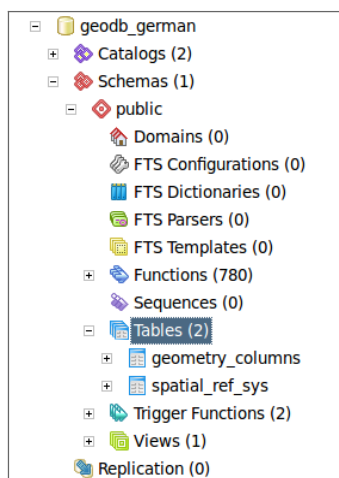 geodb_german
Catalogs (2)
Schemas (1)
public
Domains (0)
FTS Configurations (0)
FTS Dictionaries (0)
FTS Parsers (0)
FTS Templates (0)
Functions (780)
Sequences (0)
Tables (2)
geometry_columns
spatial_ref_sys
Trigger Functions (2)
Views (1)
Replication (0)